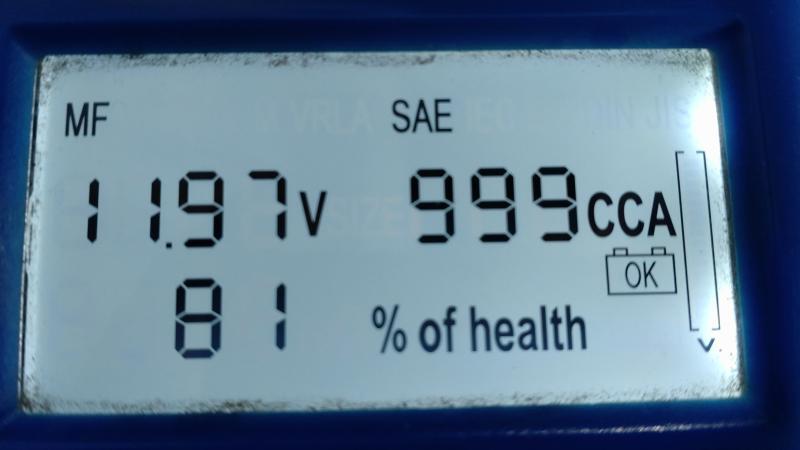 MF SAE
11.97V 999CCA
OK
81 % of health